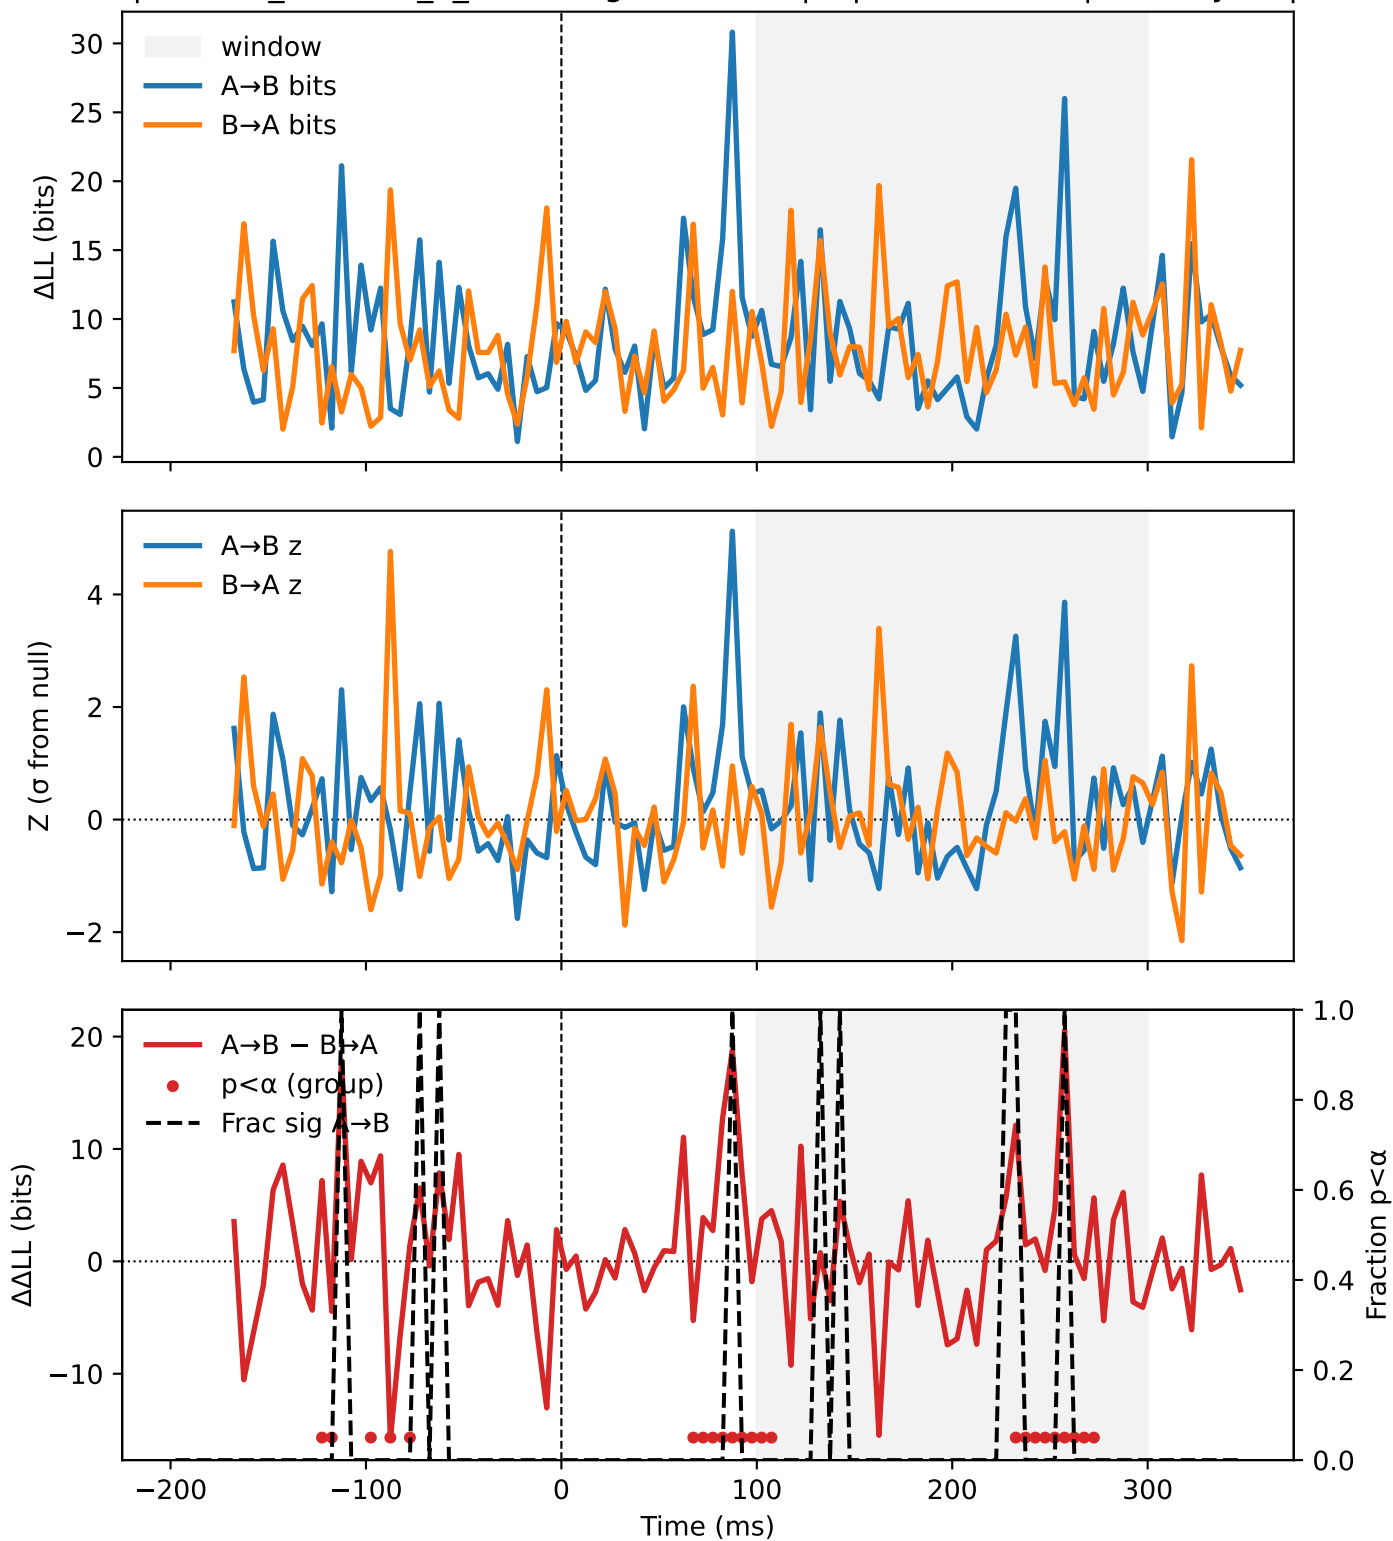 30
25
20
15
10
5
0
ΔLL (bits)
window
A→B bits
B→A bits
4
2
0
−2
Z (σ from null)
A→B z
B→A z
20
10
0
−10
ΔΔLL (bits)
A→B − B→A
p<α (group)
Frac sig A→B
1.0
0.8
0.6
0.4
0.2
0.0
Fraction p<α
−200 −100 0 100 200 300
Time (ms)